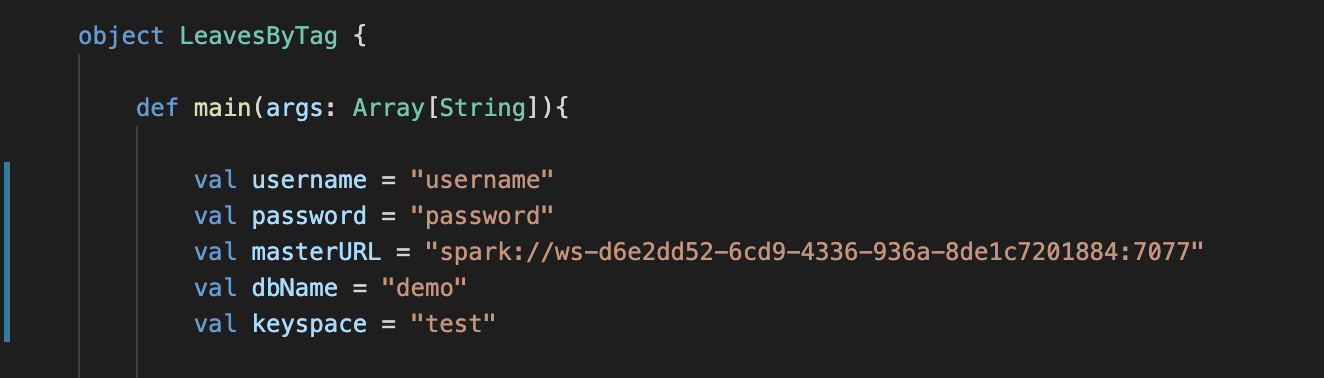 object LeavesByTag {
def main(args: Array[String]){
val username = "username"
val password = "password"
val masterURL = "spark://ws-d6e2dd52-6cd9-4336-936a-8de1c7201884:7077"
val dbName = "demo"
val keyspace = "test"